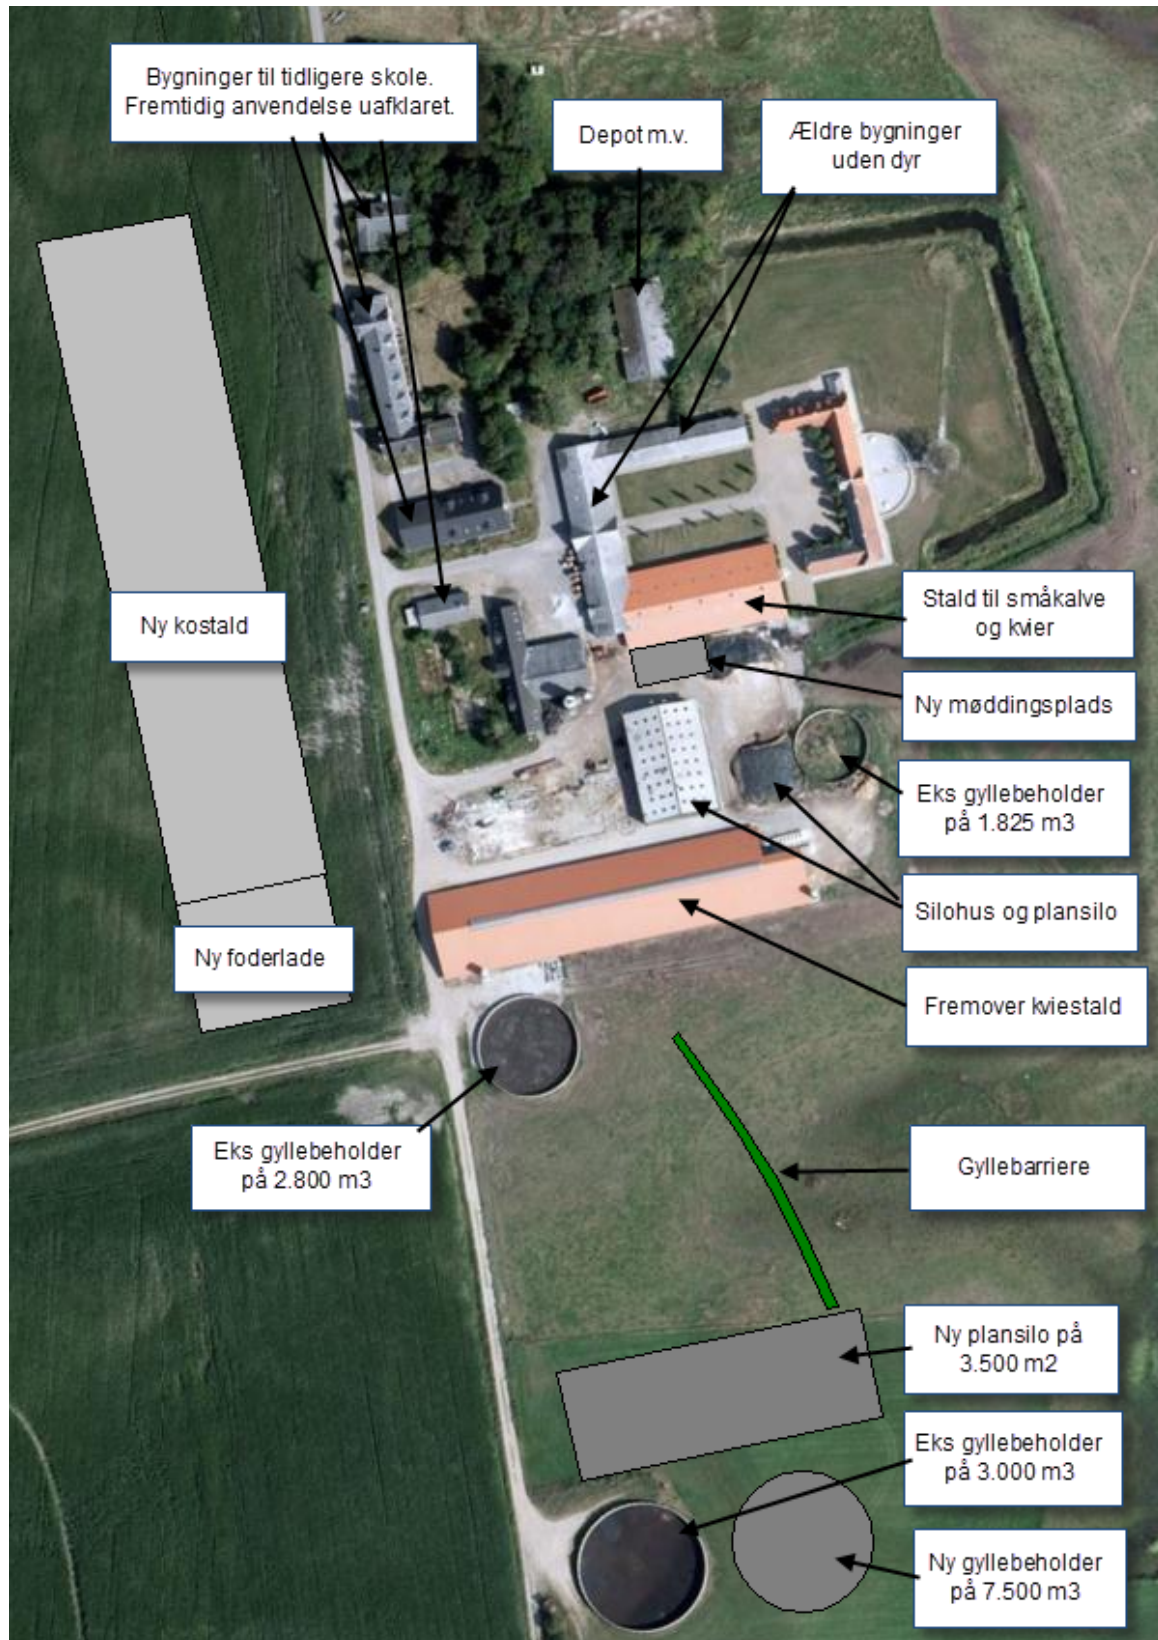 Bygninger til tidligere skole.
Fremtidig anvendelse uafklaret.
Depot m.v.
Ældre bygninger
uden dyr
Ny kostald
Stald til småkalve
og kvier
Ny møddingsplads
Eks gyllebeholder
på 1.825 m3
Silohus og plansilo
Ny foderlade
Fremover kviestald
Eks gyllebeholder
på 2.800 m3
Gyllebarriere
Ny plansilo på
3.500 m2
Eks gyllebeholder
på 3.000 m3
Ny gyllebeholder
på 7.500 m3